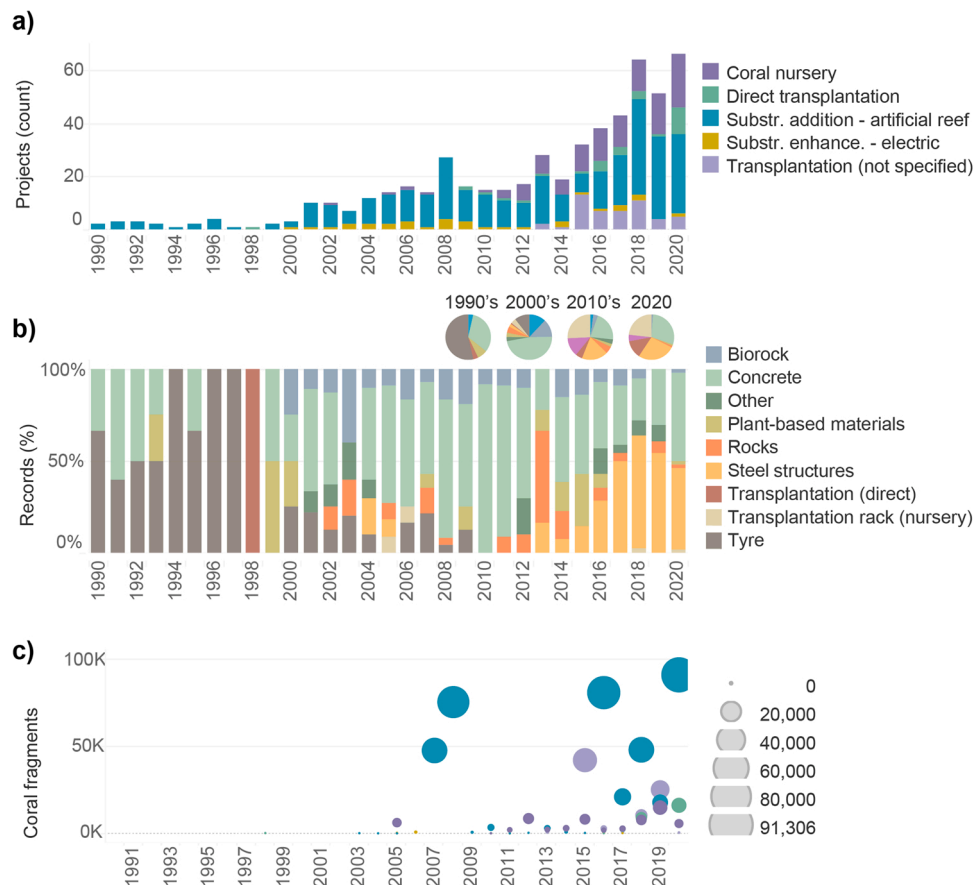 a)
Projects (count)
60
40
20
0
1990
1992
1994
1996
1998
2000
2002
2004
2006
2008
2010
2012
2014
2016
2018
2020
Coral nursery
Direct transplantation
Substr. addition - artificial reef
Substr. enhance. - electric
Transplantation (not specified)
b)
1990's 2000's 2010's 2020
Records (%)
100%
50%
0%
1990
1992
1994
1996
1998
2000
2002
2004
2006
2008
2010
2012
2014
2016
2018
2020
Biorock
Concrete
Other
Plant-based materials
Rocks
Steel structures
Transplantation (direct)
Transplantation rack (nursery)
Tyre
c)
Coral fragments
100K
50K
0K
1991
1993
1995
1997
1999
2001
2003
2005
2007
2009
2011
2013
2015
2017
2019
0
20,000
40,000
60,000
80,000
91,306